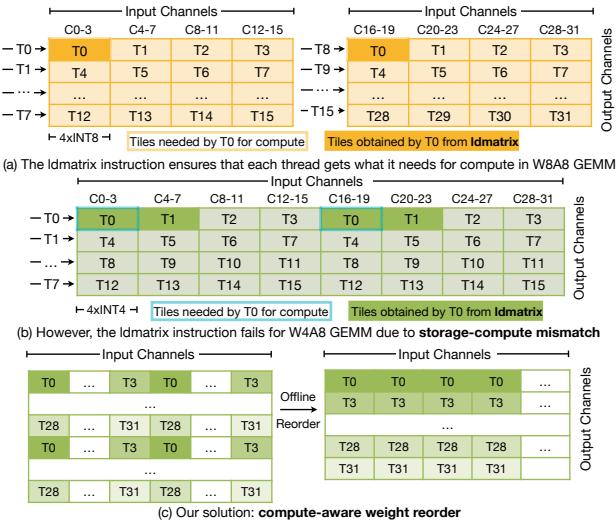 Input Channels Input Channels
C0-3 C4-7 C8-11 C12-15 C16-19 C20-23 C24-27 C28-31
T0 T0 T1 T2 T3 T8 T0 T1 T2 T3
T1 T4 T5 T6 T7 T9 T4 T5 T6 T7
... ... ... ... ... ... ... ... ... ...
T7 T12 T13 T14 T15 T15 T28 T29 T30 T31
Output Channels
4xINT8 Tiles needed by T0 for compute Tiles obtained by T0 from ldmatrix
(a) The ldmatrix instruction ensures that each thread gets what it needs for compute in W8A8 GEMM
Input Channels
C0-3 C4-7 C8-11 C12-15 C16-19 C20-23 C24-27 C28-31
T0 T0 T1 T2 T3 T0 T1 T2 T3
T1 T4 T5 T6 T7 T4 T5 T6 T7
... T8 T9 T10 T11 T8 T9 T10 T11
T7 T12 T13 T14 T15 T12 T13 T14 T15
Output Channels
4xINT4 Tiles needed by T0 for compute Tiles obtained by T0 from ldmatrix
(b) However, the ldmatrix instruction fails for W4A8 GEMM due to storage-compute mismatch
Input Channels Input Channels
T0 ... T3 T0 ... T3 T0 T0 T0 T0 ...
... Offline T3 T3 T3 T3 ...
T28 ... T31 T28 ... T31 Reorder ...
T0 ... T3 T0 ... T3 T28 T28 T28 T28 ...
... T31 T31 T31 T31
T28 ... T31 T28 ... T31
Output Channels
(c) Our solution: compute-aware weight reorder